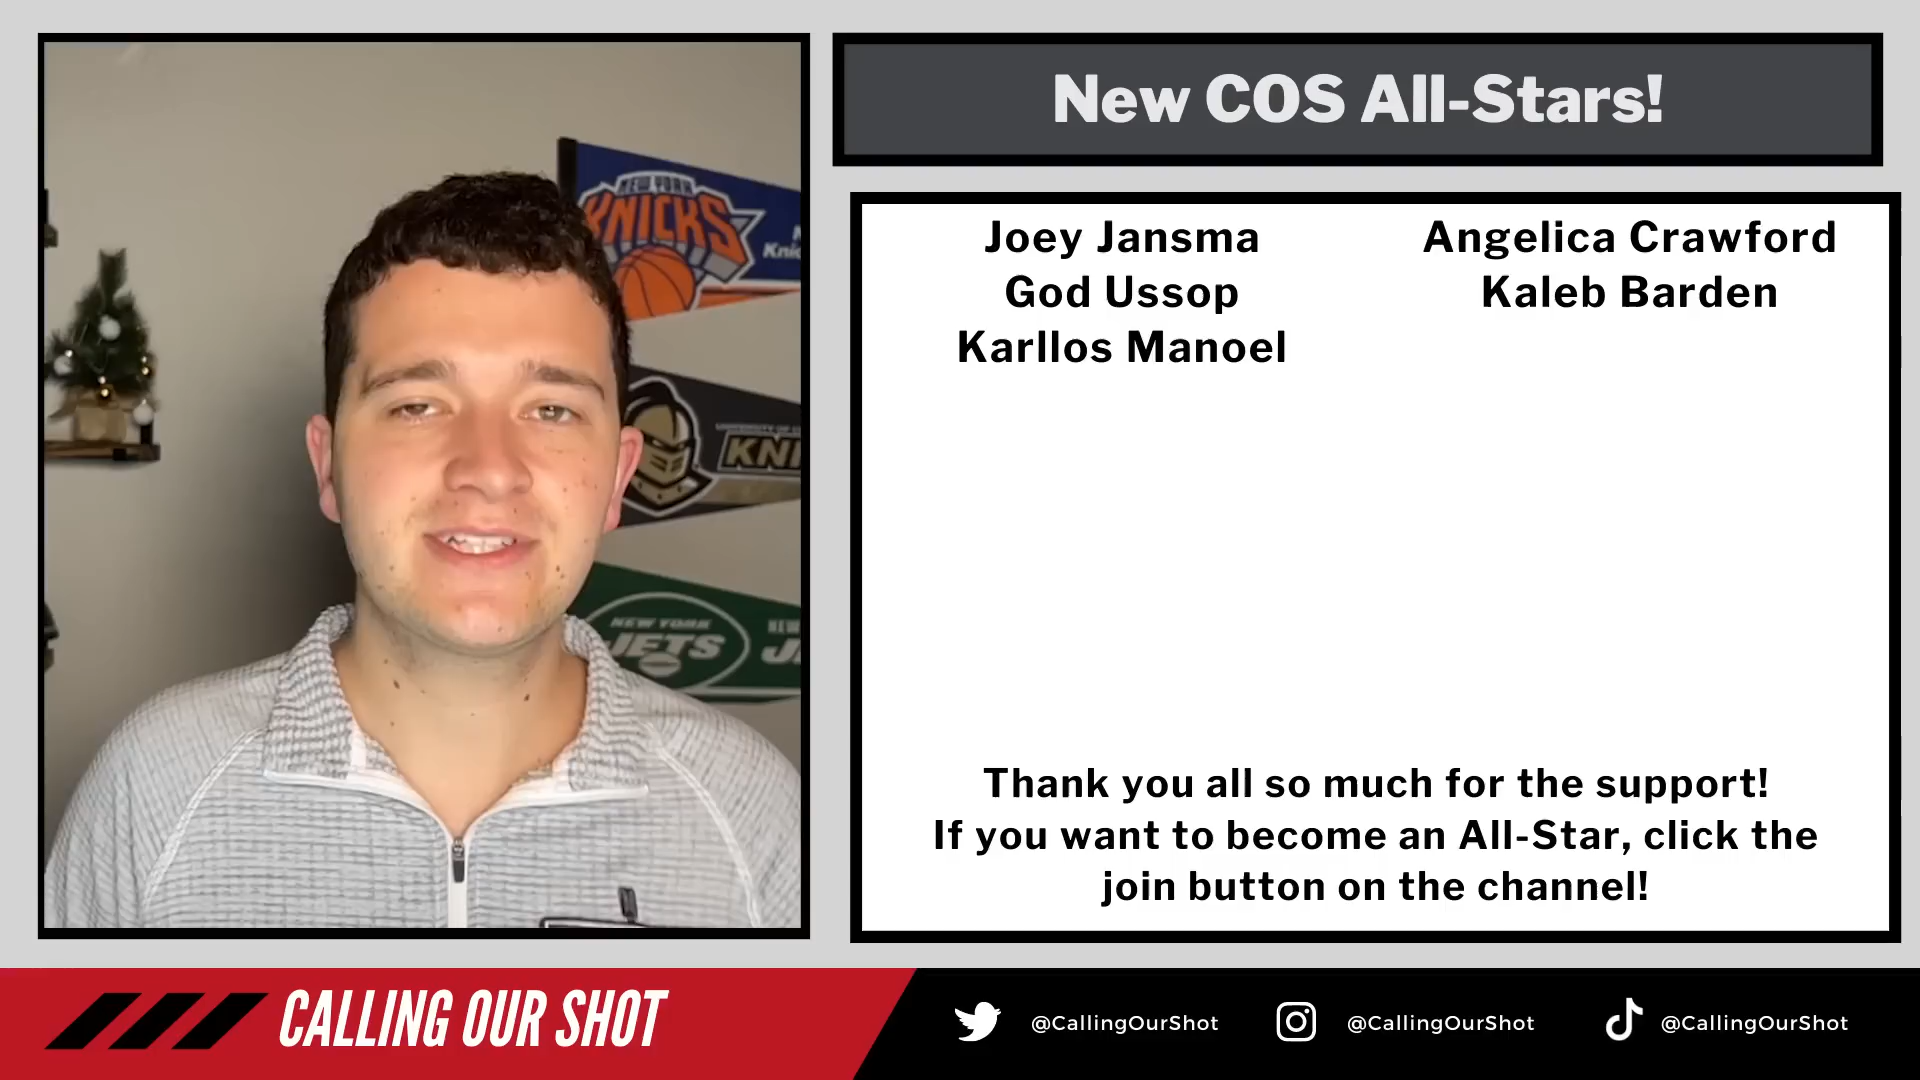 New COS All-Stars!
Joey Jansma
God Ussop
Karllos Manoel
Angelica Crawford
Kaleb Barden
Thank you all so much for the support!
If you want to become an All-Star, click the
join button on the channel!
NEW YORK
KNICKS
KNI
NEW YORK
JETS
CALLING OUR SHOT
@CallingOurShot
@CallingOurShot
@CallingOurShot